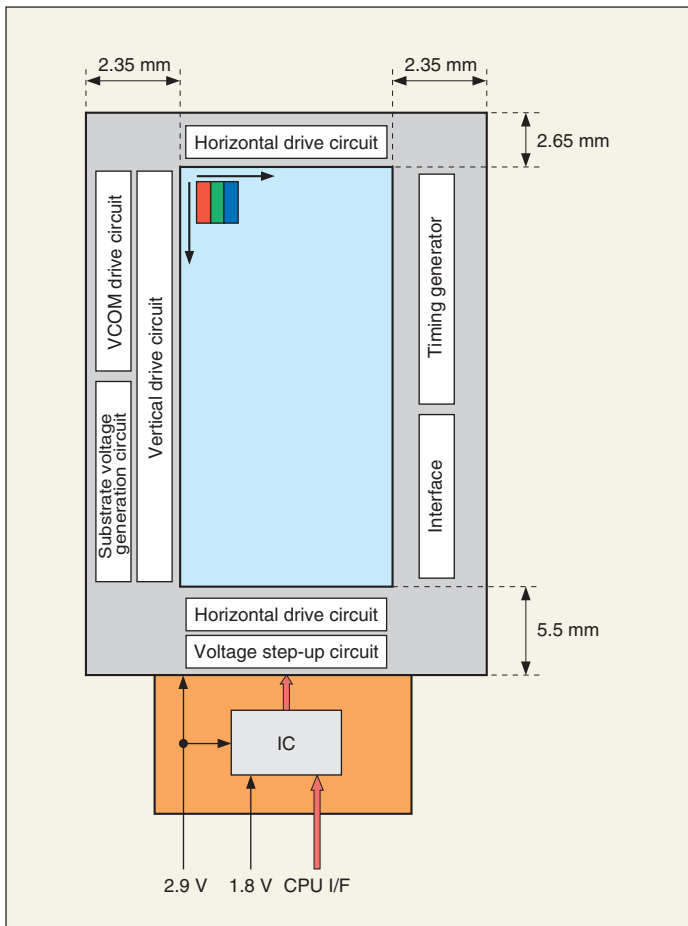 2.35 mm
2.35 mm
Horizontal drive circuit
2.65 mm
VCOM drive circuit
Substrate voltage
generation circuit
Vertical drive circuit
Timing generator
Interface
Horizontal drive circuit
Voltage step-up circuit
5.5 mm
IC
2.9 V
1.8 V
CPU I/F